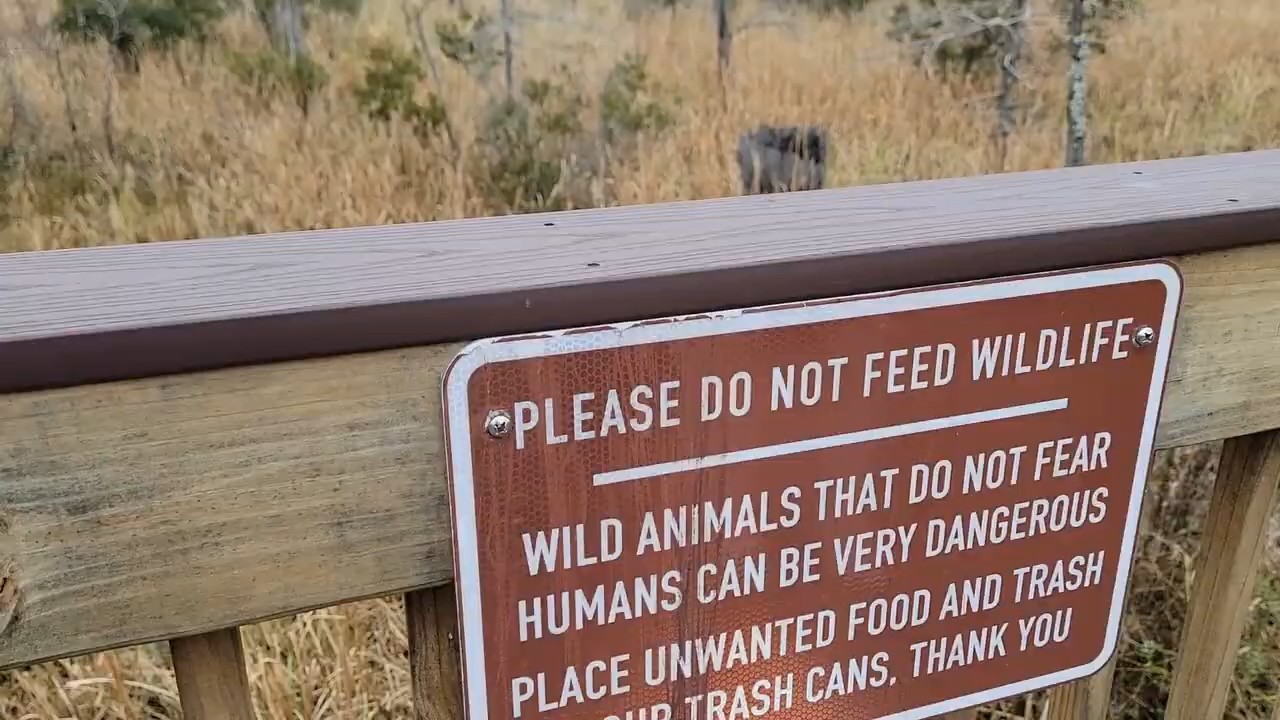 PLEASE DO NOT FEED WILDLIFE
WILD ANIMALS THAT DO NOT FEAR
HUMANS CAN BE VERY DANGEROUS
PLACE UNWANTED FOOD AND TRASH
TRASH CANS, THANK YOU